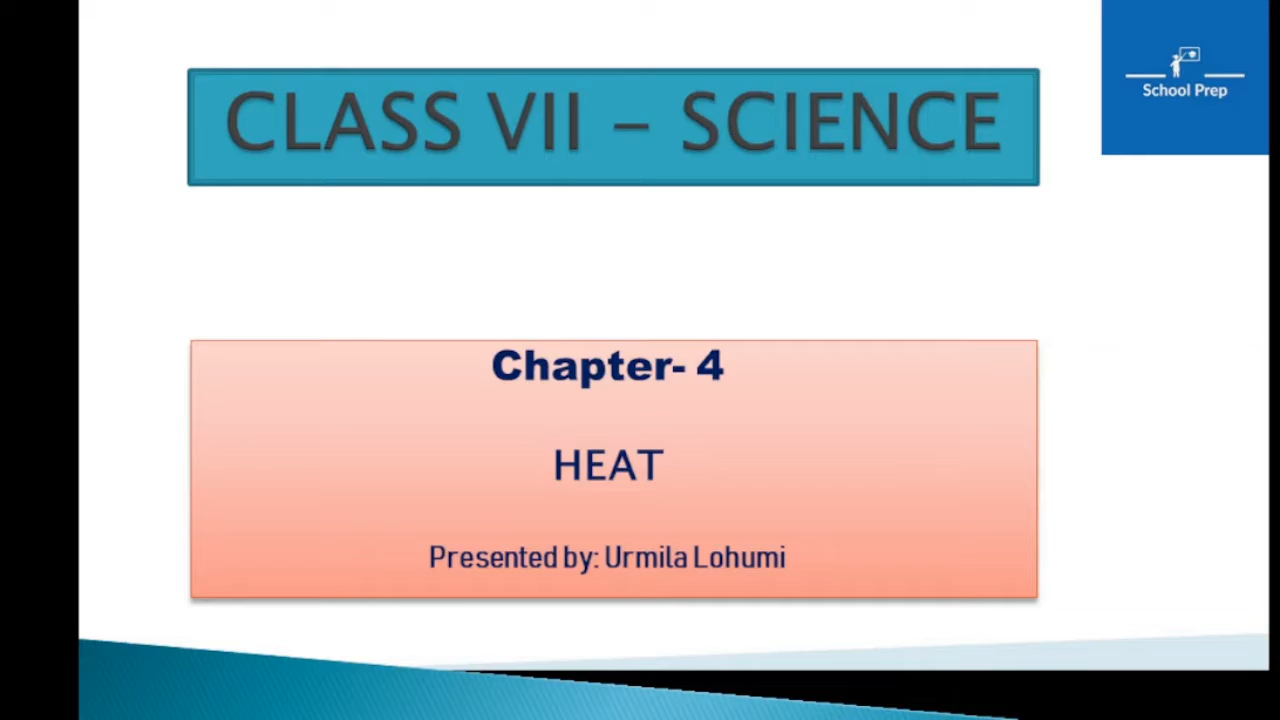 CLASS VII – SCIENCE
School Prep
Chapter- 4
HEAT
Presented by: Urmila Lohumi